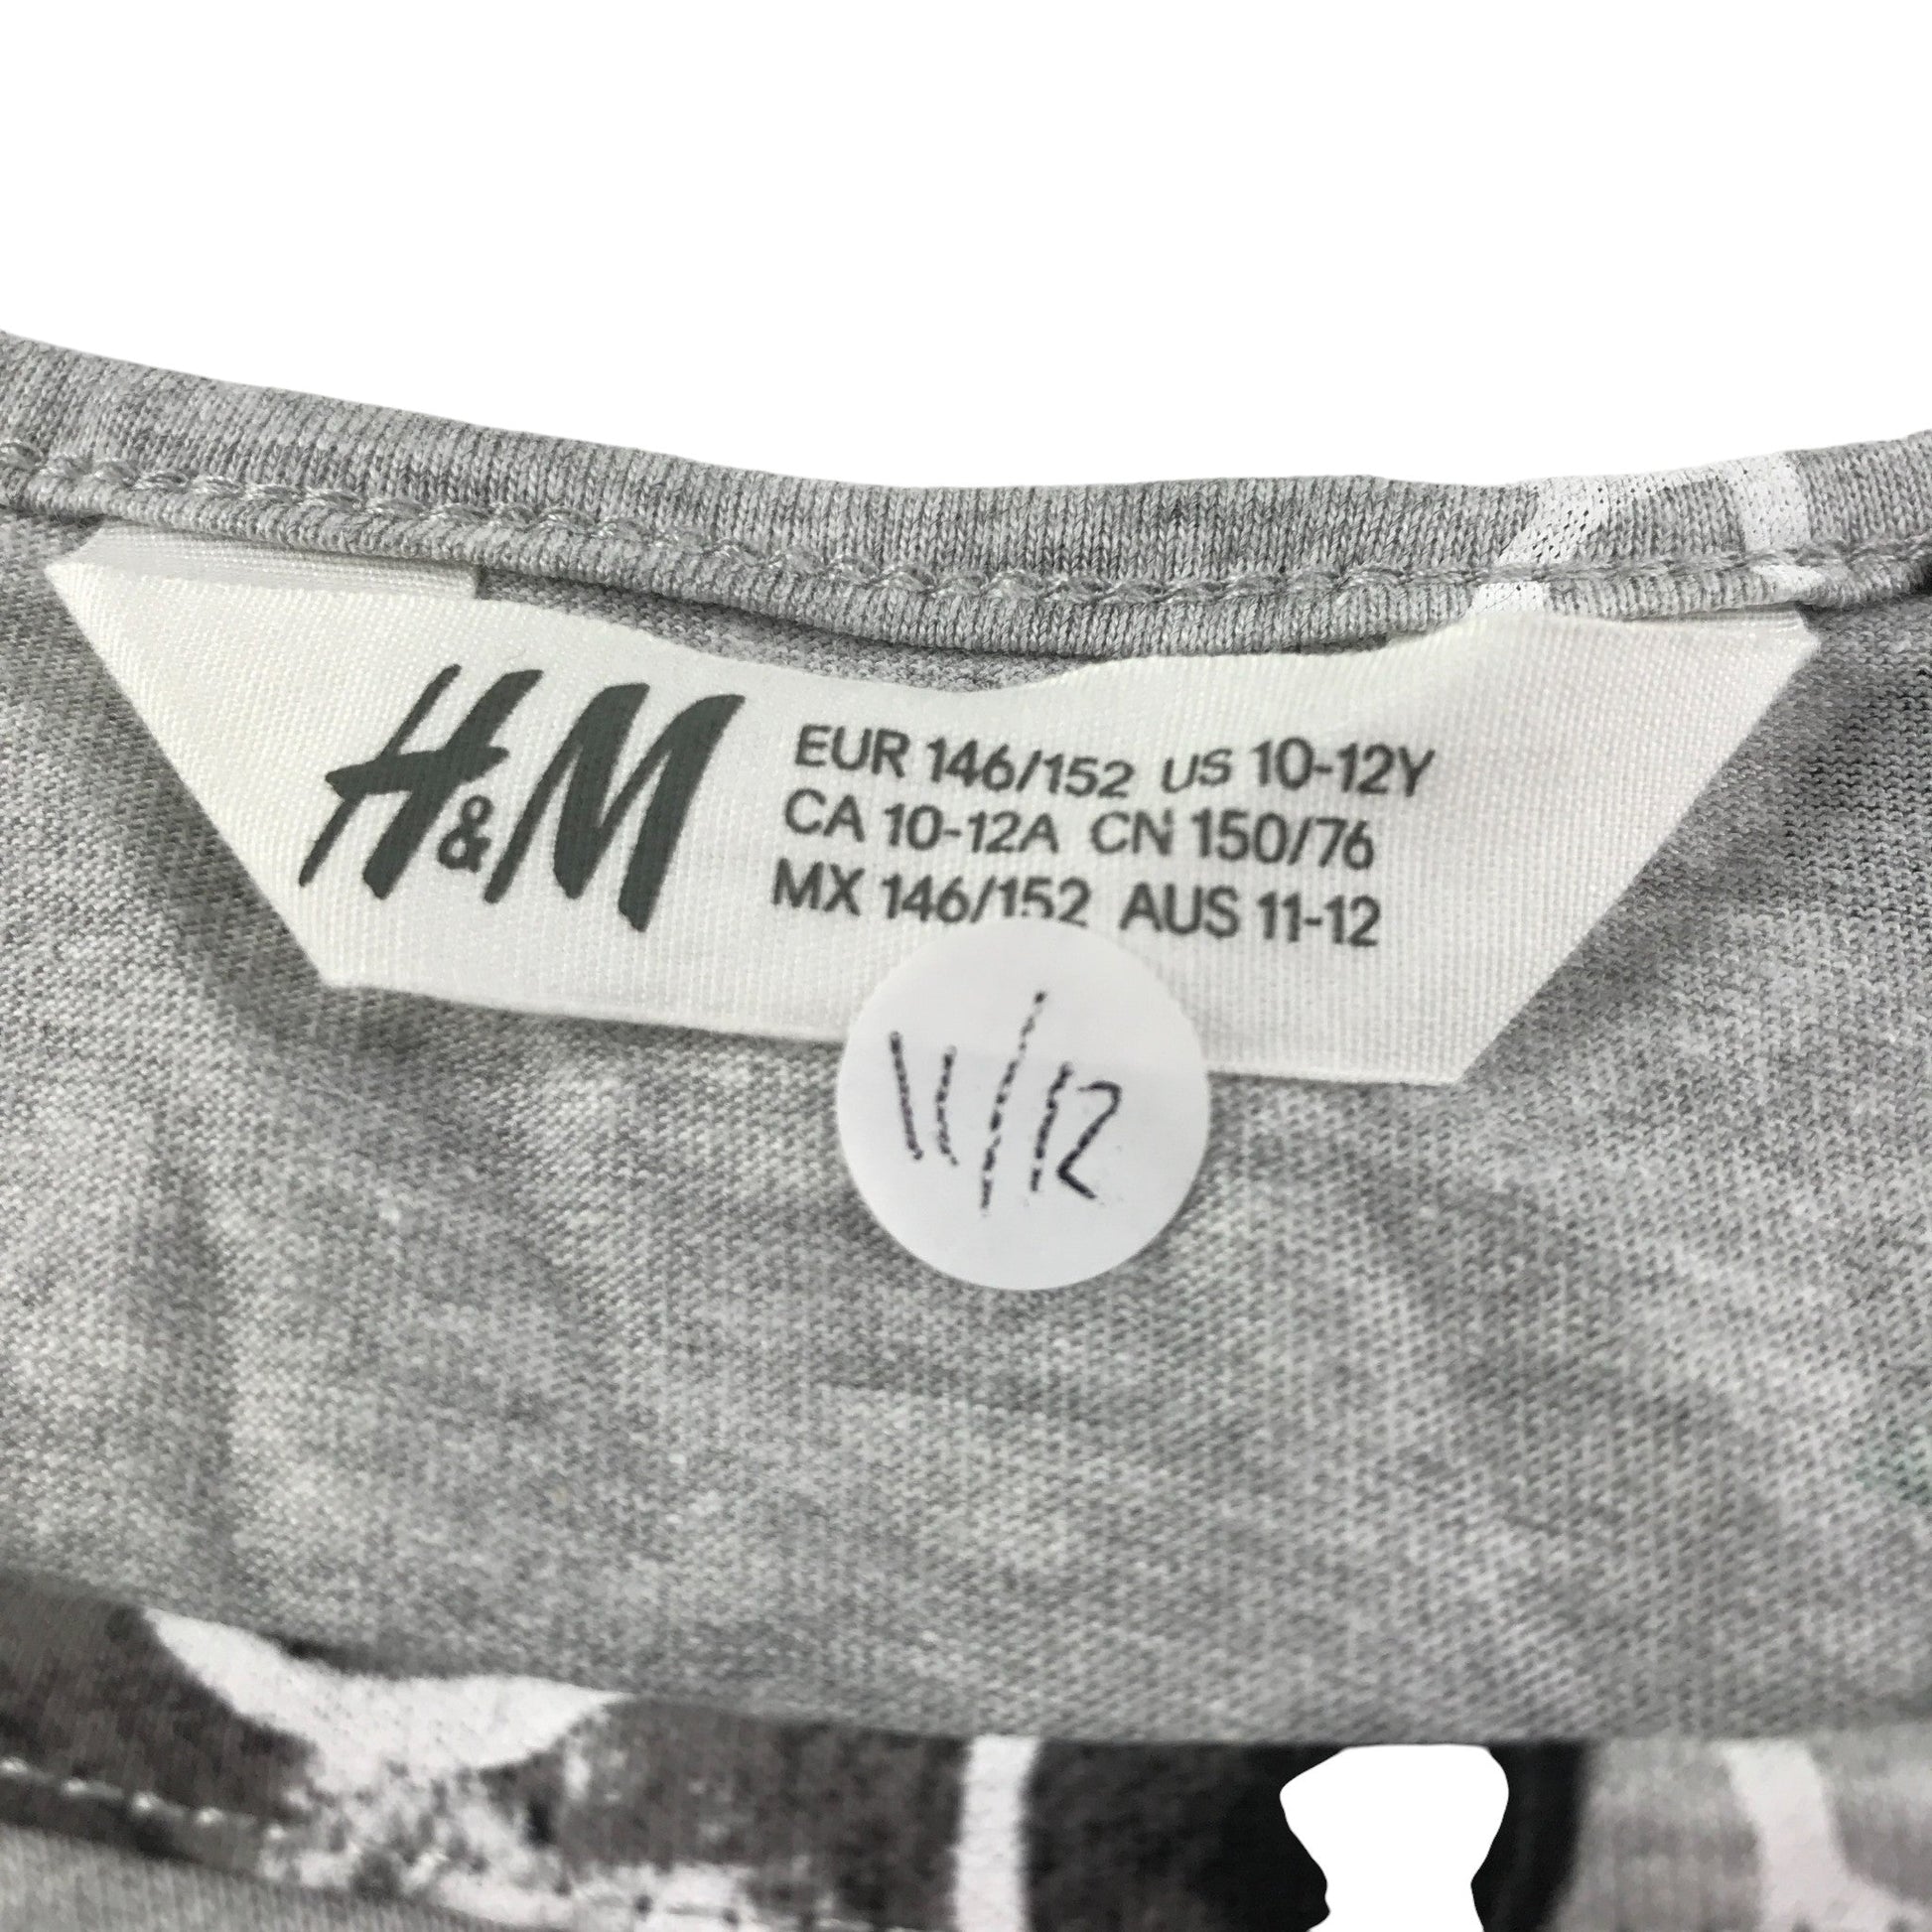 H&M
EUR 146/152 US 10-12Y
CA 10-12A CN 150/76
MX 146/152 AUS 11-12
11/12